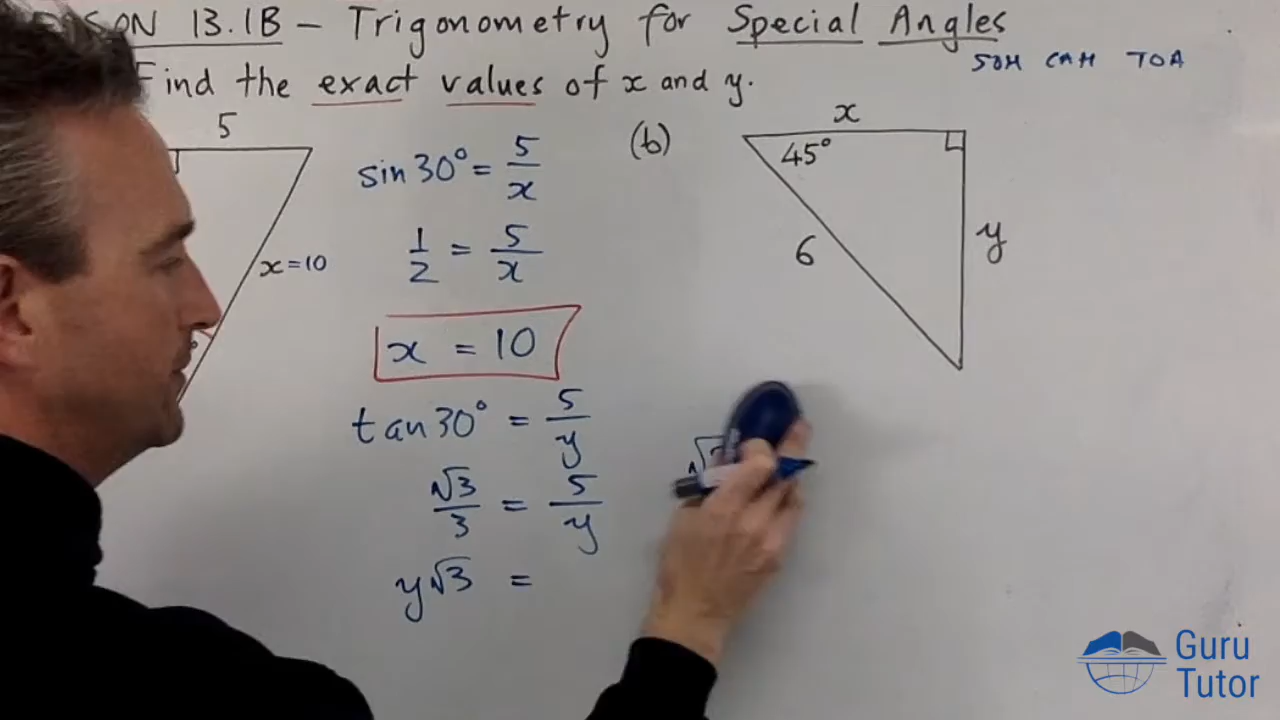 SON 13.1B – Trigonometry for Special Angles
SOH CAH TOA
Find the exact values of x and y.
5
x = 10
sin 30° = 5/x
1/2 = 5/x
x = 10
tan 30° = 5/y
√3/3 = 5/y
y√3 =
(b)
x
45°
6
y
Guru
Tutor